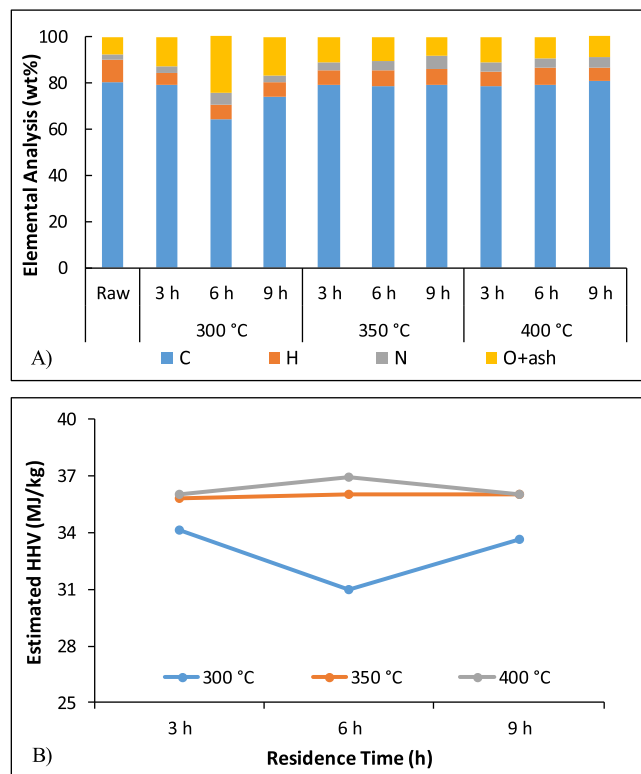 Elemental Analysis (wt%)
100
80
60
40
20
0
Raw 3 h 6 h 9 h 3 h 6 h 9 h 3 h 6 h 9 h
300 °C 350 °C 400 °C
A) C H N O+ash
Estimated HHV (MJ/kg)
40
37
34
31
28
25
300 °C 350 °C 400 °C
3 h 6 h 9 h
B) Residence Time (h)